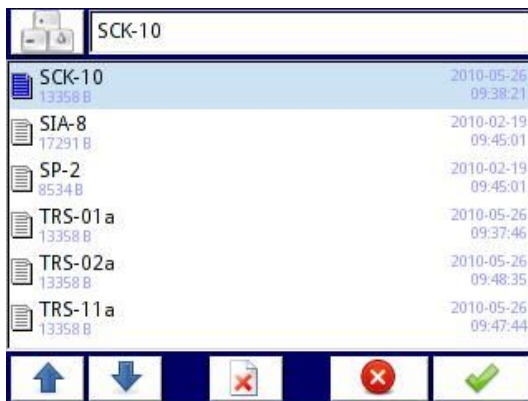 SCK-10
SCK-10
2010-05-26
13358 B
09:38:21
SIA-8
2010-02-19
17291 B
09:45:01
SP-2
2010-02-19
8534 B
09:45:01
TRS-01a
2010-05-26
13358 B
09:37:46
TRS-02a
2010-05-26
13358 B
09:48:35
TRS-11a
2010-05-26
13358 B
09:47:44